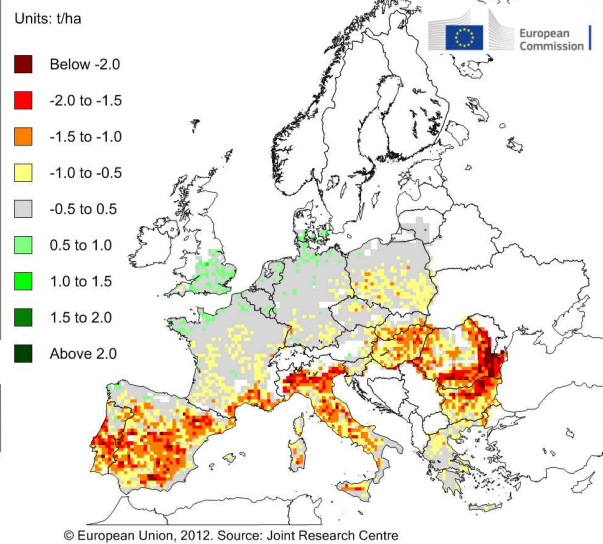 Units: t/ha
European
Commission
Below -2.0
-2.0 to -1.5
-1.5 to -1.0
-1.0 to -0.5
-0.5 to 0.5
0.5 to 1.0
1.0 to 1.5
1.5 to 2.0
Above 2.0
© European Union, 2012. Source: Joint Research Centre